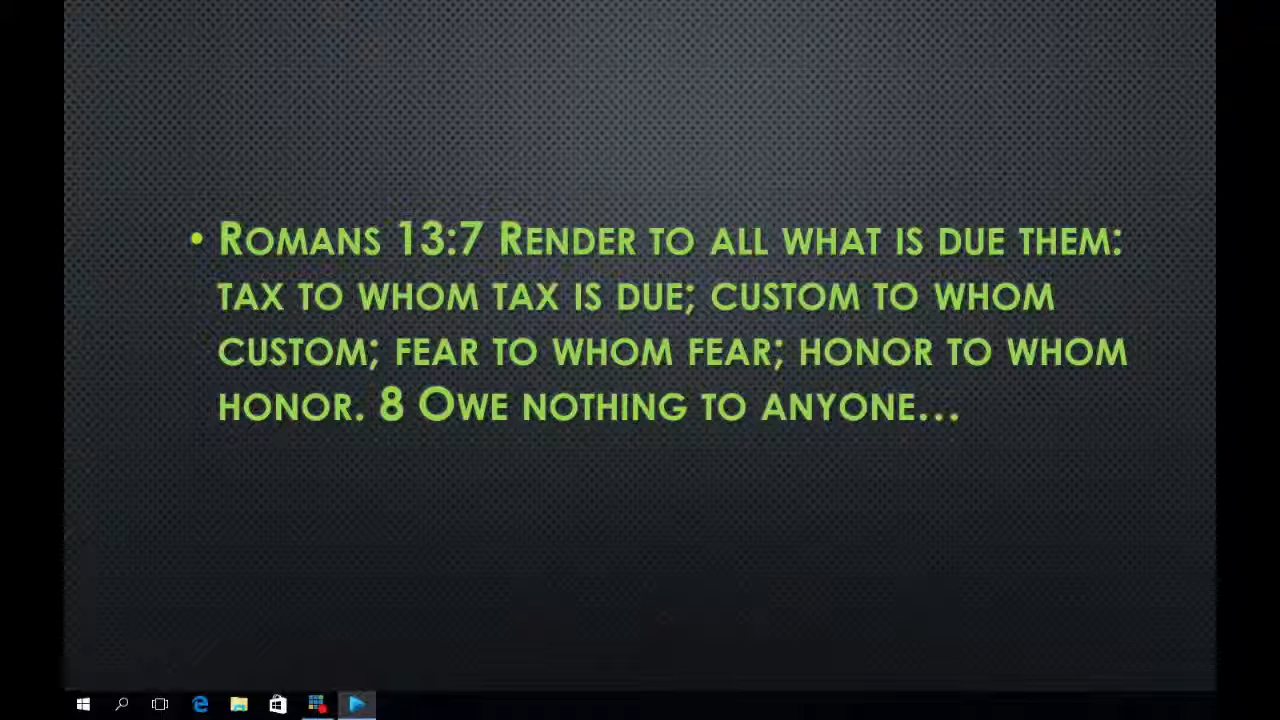 • Romans 13:7 Render to all what is due them:
tax to whom tax is due; custom to whom
custom; fear to whom fear; honor to whom
honor. 8 Owe nothing to anyone…